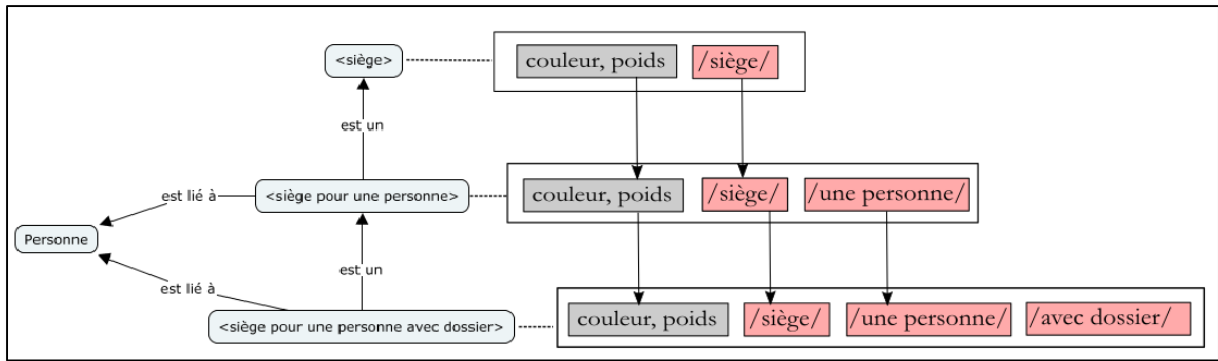 <siège>
couleur, poids
/siège/
est un
est lié à
<siège pour une personne>
couleur, poids
/siège/
/une personne/
Personne
est un
est lié à
<siège pour une personne avec dossier>
couleur, poids
/siège/
/une personne/
/avec dossier/